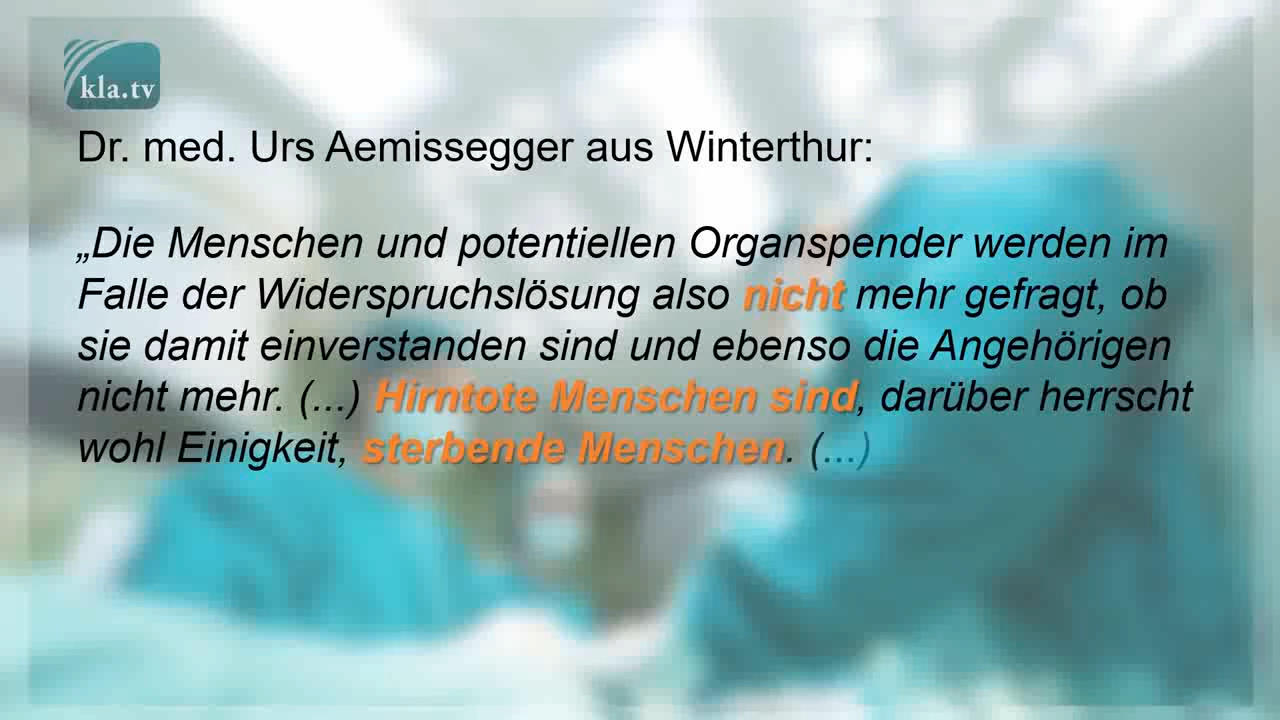 kla.tv
Dr. med. Urs Aemissegger aus Winterthur:
„Die Menschen und potentiellen Organspender werden im
Falle der Widerspruchslösung also nicht mehr gefragt, ob
sie damit einverstanden sind und ebenso die Angehörigen
nicht mehr. (...) Hirntote Menschen sind, darüber herrscht
wohl Einigkeit, sterbende Menschen. (...)